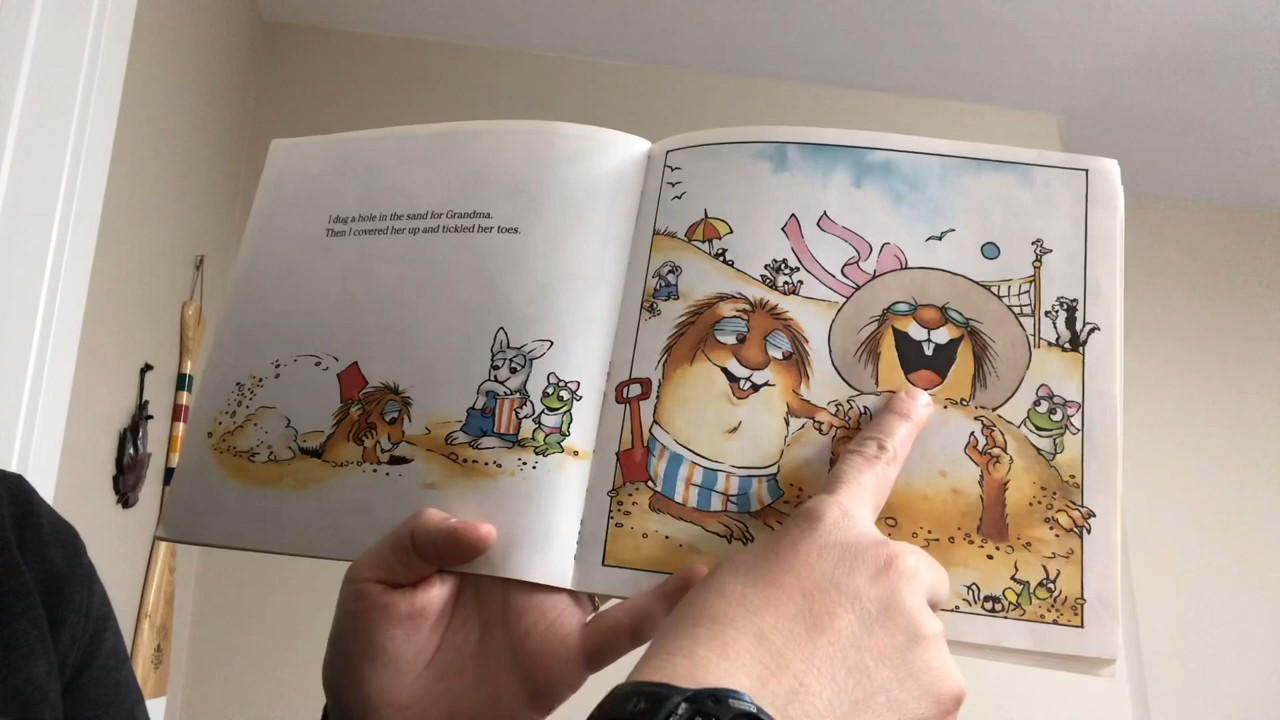 I dug a hole in the sand for Grandma.
Then I covered her up and tickled her toes.